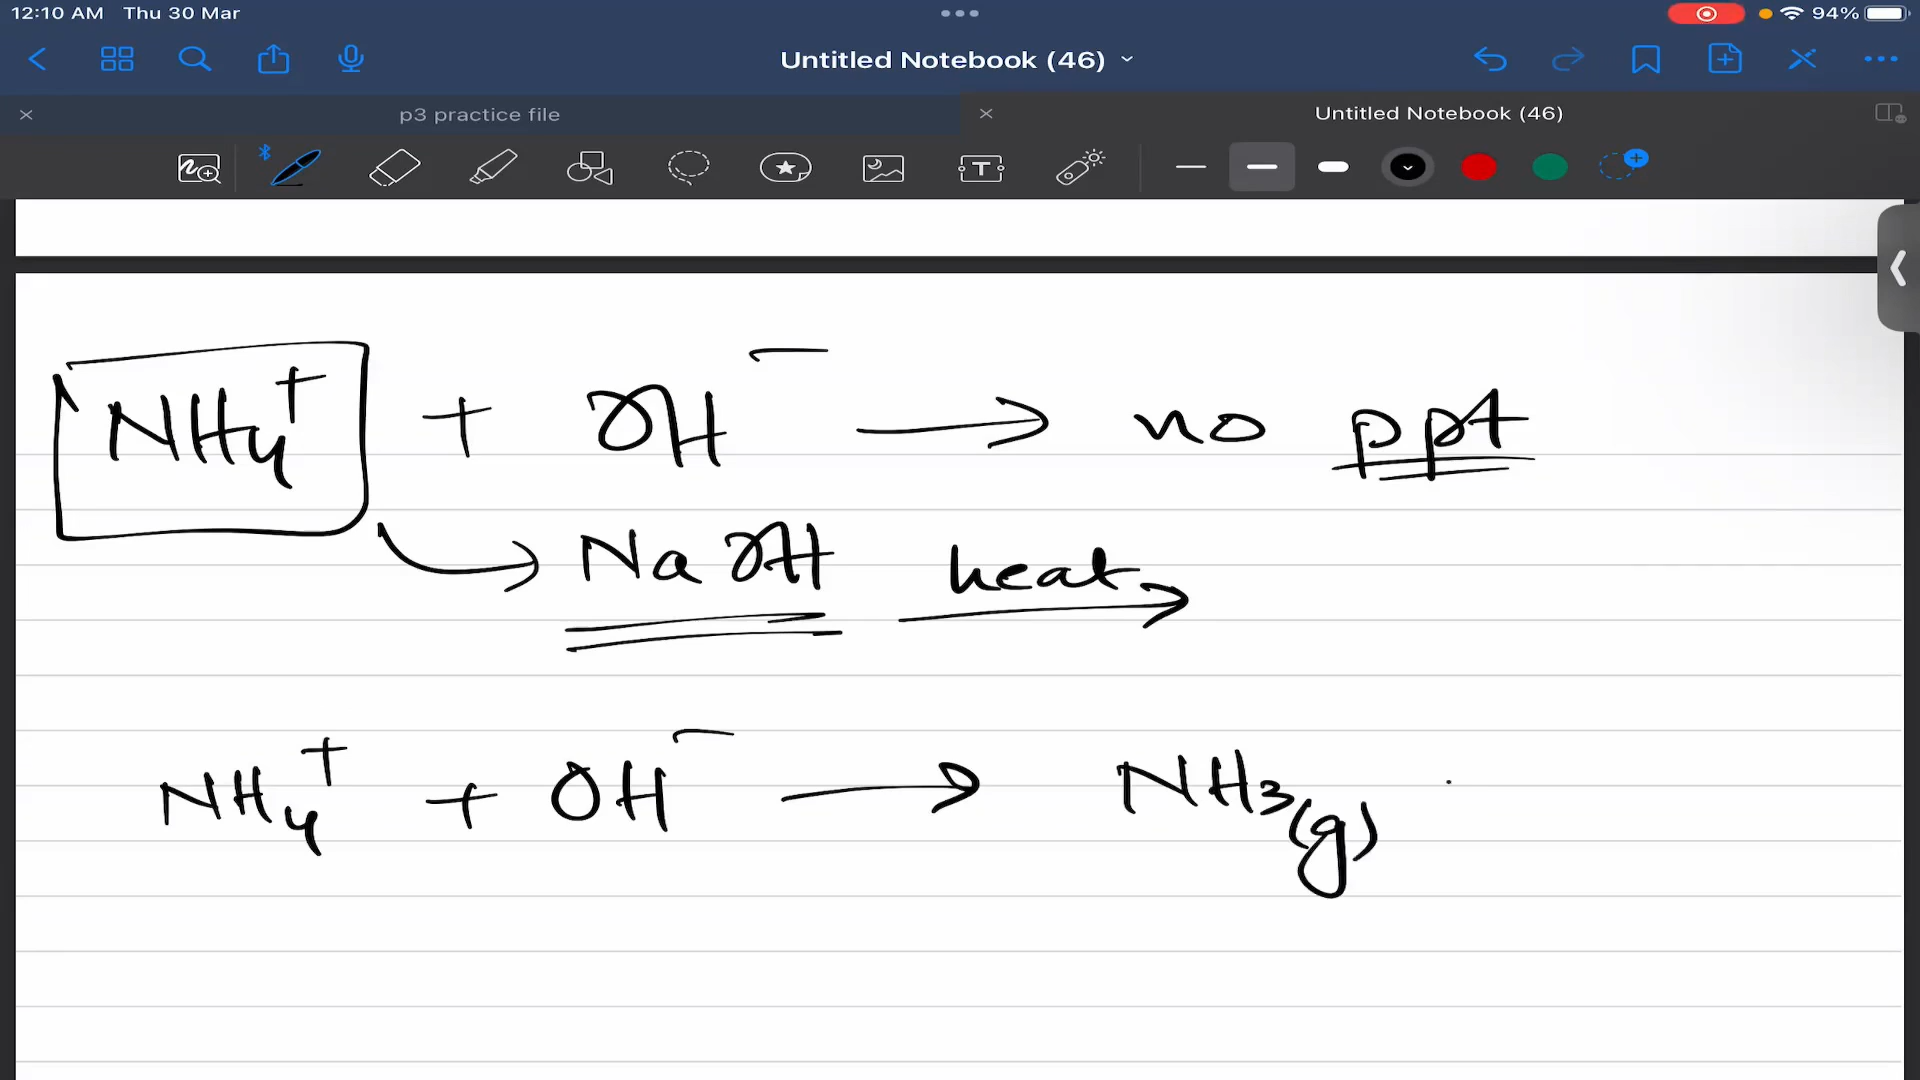 12:10 AM Thu 30 Mar
94%
Untitled Notebook (46)
p3 practice file
Untitled Notebook (46)
T
NH4+ + OH⁻ → no ppt
→ NaOH heat →
NH4+ + OH⁻ → NH3(g)